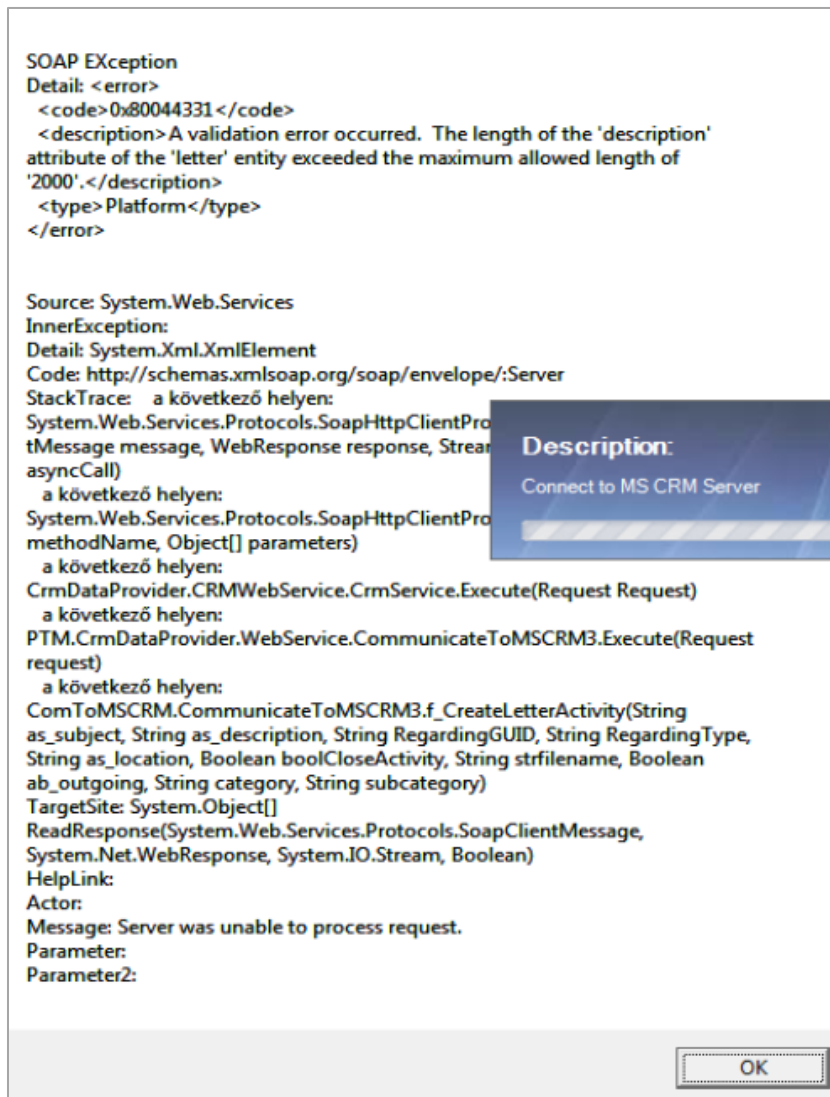 SOAP EXception
Detail: <error>
<code>0x80044331</code>
<description>A validation error occurred.  The length of the 'description'
attribute of the 'letter' entity exceeded the maximum allowed length of
'2000'.</description>
<type>Platform</type>
</error>
Source: System.Web.Services
InnerException:
Detail: System.Xml.XmlElement
Code: http://schemas.xmlsoap.org/soap/envelope/:Server
StackTrace:    a következő helyen:
System.Web.Services.Protocols.SoapHttpClientPro
tMessage message, WebResponse response, Strear
asyncCall)
a következő helyen:
System.Web.Services.Protocols.SoapHttpClientPro
methodName, Object[] parameters)
a következő helyen:
CrmDataProvider.CRMWebService.CrmService.Execute(Request Request)
a következő helyen:
PTM.CrmDataProvider.WebService.CommunicateToMSCRM3.Execute(Request
request)
a következő helyen:
ComToMSCRM.CommunicateToMSCRM3.f_CreateLetterActivity(String
as_subject, String as_description, String RegardingGUID, String RegardingType,
String as_location, Boolean boolCloseActivity, String strfilename, Boolean
ab_outgoing, String category, String subcategory)
TargetSite: System.Object[]
ReadResponse(System.Web.Services.Protocols.SoapClientMessage,
System.Net.WebResponse, System.IO.Stream, Boolean)
HelpLink:
Actor:
Message: Server was unable to process request.
Parameter:
Parameter2:
Description:
Connect to MS CRM Server
OK